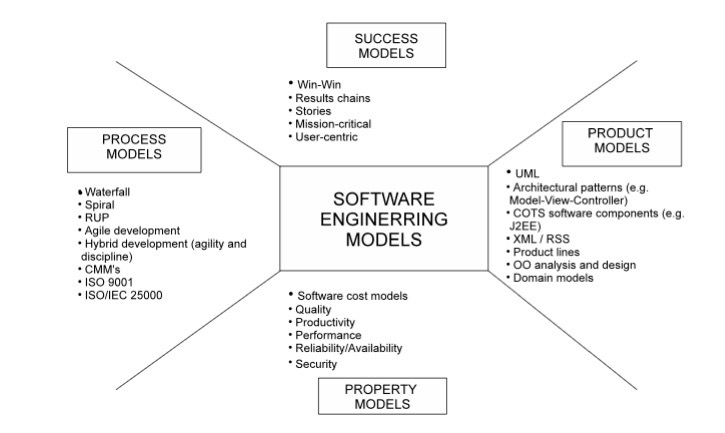 SUCCESS
MODELS
• Win-Win
• Results chains
• Stories
• Mission-critical
• User-centric
PROCESS
MODELS
• Waterfall
• Spiral
• RUP
• Agile development
• Hybrid development (agility and
discipline)
• CMM's
• ISO 9001
• ISO/IEC 25000
SOFTWARE
ENGINERRING
MODELS
PRODUCT
MODELS
• UML
• Architectural patterns (e.g.
Model-View-Controller)
• COTS software components (e.g.
J2EE)
• XML / RSS
• Product lines
• OO analysis and design
• Domain models
• Software cost models
• Quality
• Productivity
• Performance
• Reliability/Availability
• Security
PROPERTY
MODELS